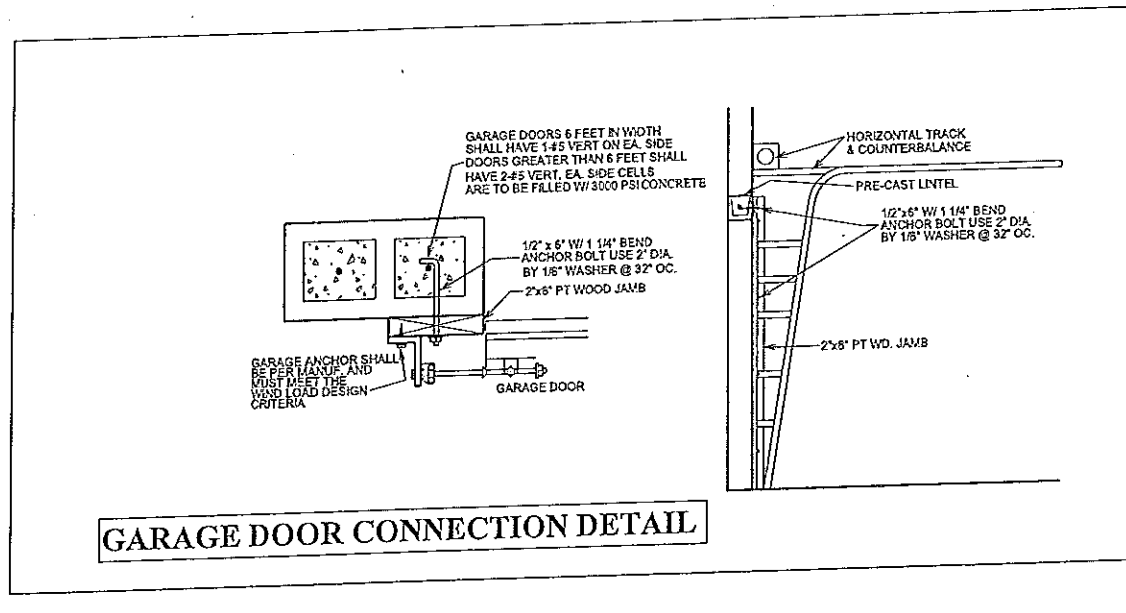 GARAGE DOORS 6 FEET IN WIDTH
SHALL HAVE 1-#5 VERT ON EA. SIDE
DOORS GREATER THAN 6 FEET SHALL
HAVE 2-#5 VERT. EA. SIDE CELLS
ARE TO BE FILLED W/ 3000 PSI CONCRETE
1/2" x 6" W/ 1 1/4" BEND
ANCHOR BOLT USE 2" DIA.
BY 1/8" WASHER @ 32" OC.
2"x6" PT WOOD JAMB
GARAGE ANCHOR SHALL
BE PER MANUF. AND
MUST MEET THE
WIND LOAD DESIGN
CRITERIA
GARAGE DOOR
HORIZONTAL TRACK
& COUNTERBALANCE
PRE-CAST LINTEL
1/2"x6" W/ 1 1/4" BEND
ANCHOR BOLT USE 2" DIA.
BY 1/8" WASHER @ 32" OC.
2"x6" PT WD. JAMB
GARAGE DOOR CONNECTION DETAIL